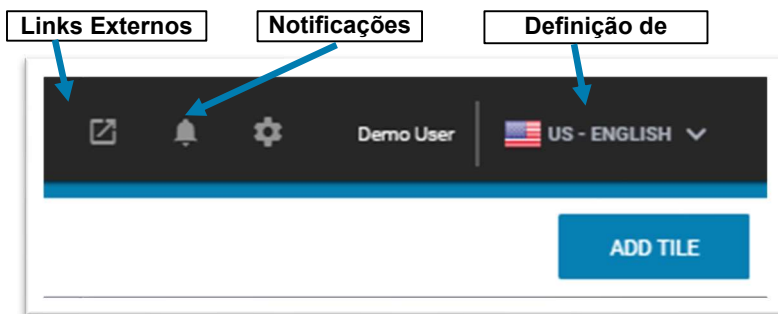 Links Externos
Notificações
Definição de
Demo User
US - ENGLISH
ADD TILE